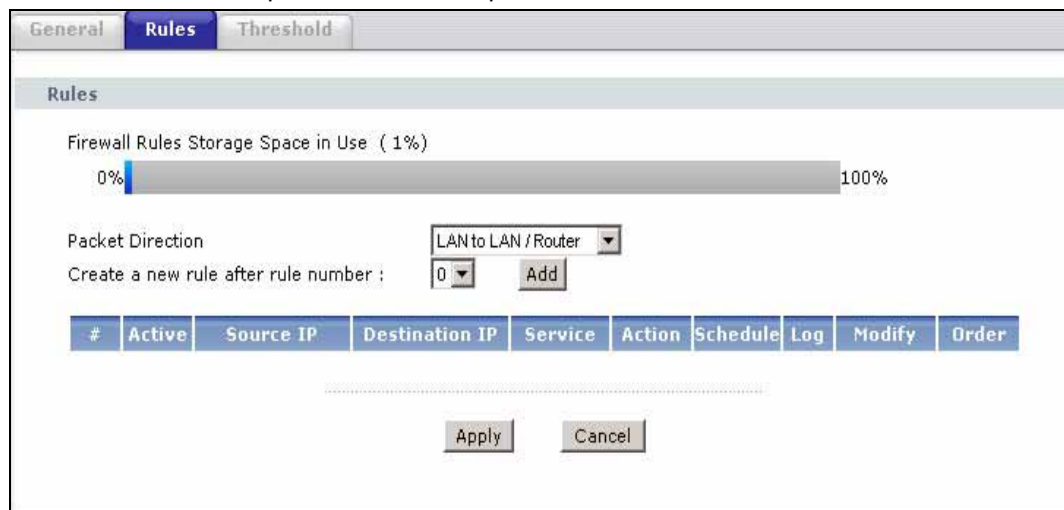 General Rules Threshold
Rules
Firewall Rules Storage Space in Use ( 1%)
0% 100%
Packet Direction LAN to LAN / Router
Create a new rule after rule number : 0 Add
# Active Source IP Destination IP Service Action Schedule Log Modify Order
Apply Cancel